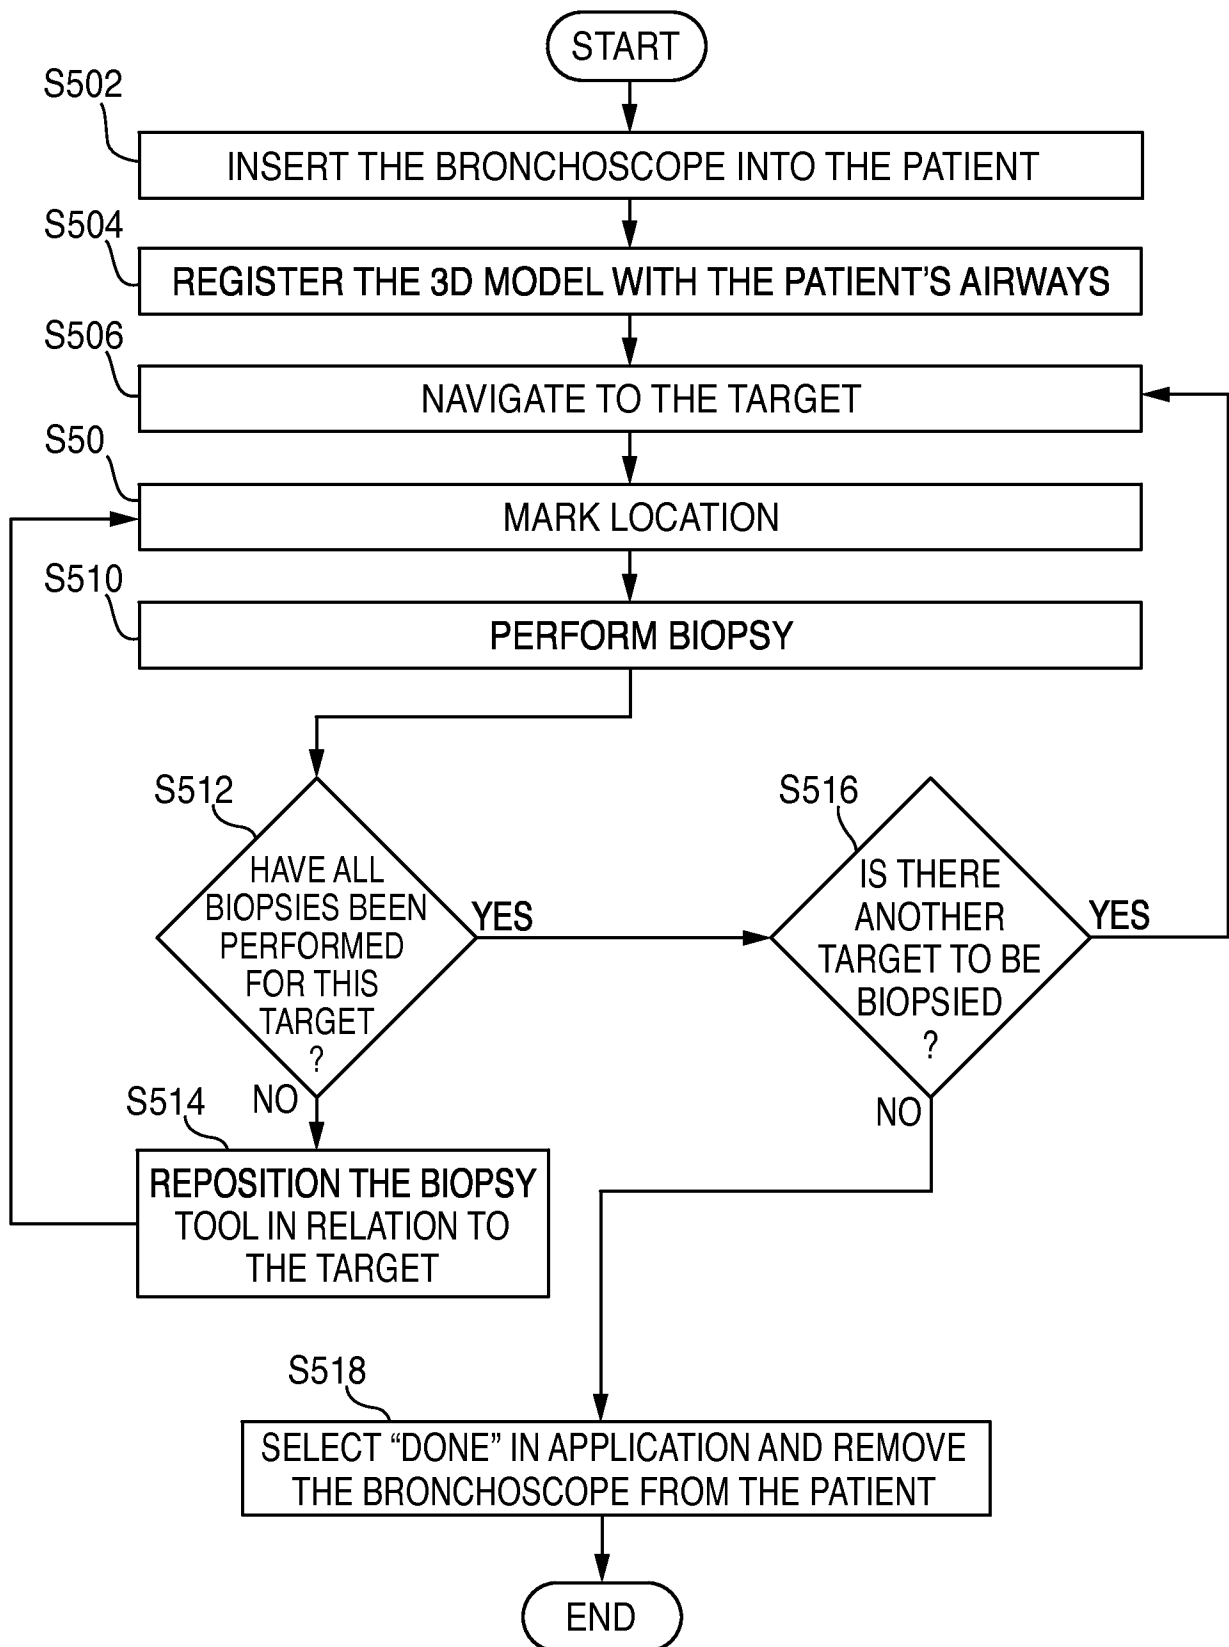 START
S502
INSERT THE BRONCHOSCOPE INTO THE PATIENT
S504
REGISTER THE 3D MODEL WITH THE PATIENT'S AIRWAYS
S506
NAVIGATE TO THE TARGET
S50
MARK LOCATION
S510
PERFORM BIOPSY
S512
HAVE ALL
BIOPSIES BEEN
PERFORMED
FOR THIS
TARGET
?
YES
NO
S516
IS THERE
ANOTHER
TARGET TO BE
BIOPSIED
?
YES
NO
S514
REPOSITION THE BIOPSY
TOOL IN RELATION TO
THE TARGET
S518
SELECT “DONE” IN APPLICATION AND REMOVE
THE BRONCHOSCOPE FROM THE PATIENT
END